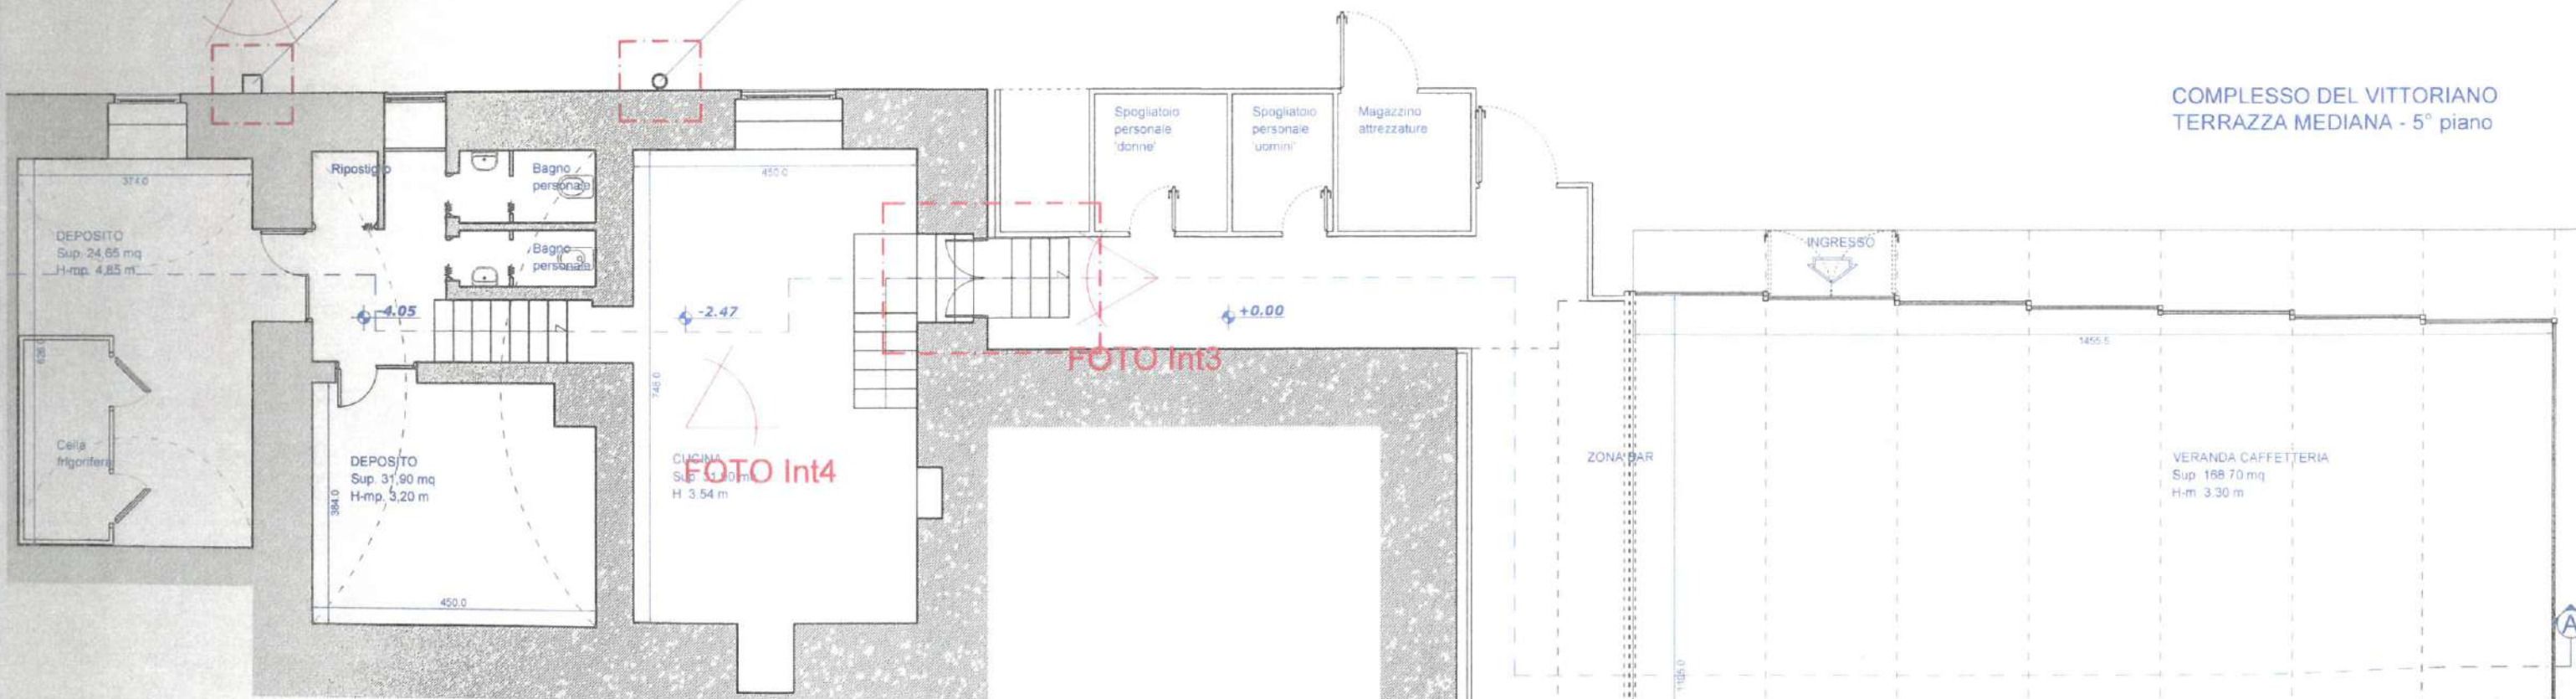 COMPLESSO DEL VITTORIANO
TERRAZZA MEDIANA - 5° piano
Spogliatoio
personale
'donne'
Spogliatoio
personale
'uomini'
Magazzino
attrezzature
Ripostiglio
Bagno
personale
Bagno
personale
374.0
450.0
DEPOSITO
Sup. 24,65 mq
H-mp. 4,85 m
INGRESSO
-4.05
-2.47
+0.00
1455.5
FOTO Int3
748.0
Cella
frigorifera
DEPOSITO
Sup. 31,90 mq
H-mp. 3,20 m
384.0
450.0
CUCINA
Sup.
H 3.54 m
FOTO Int4
ZONA BAR
VERANDA CAFFETTERIA
Sup 168.70 mq
H-m 3.30 m
A